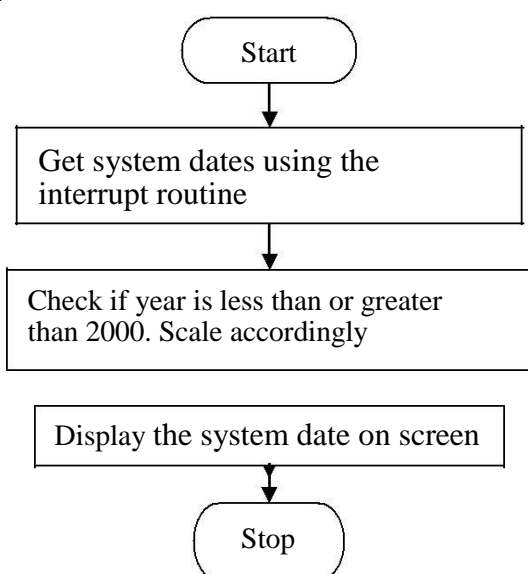 Start
Get system dates using the
interrupt routine
Check if year is less than or greater
than 2000. Scale accordingly
Display the system date on screen
Stop